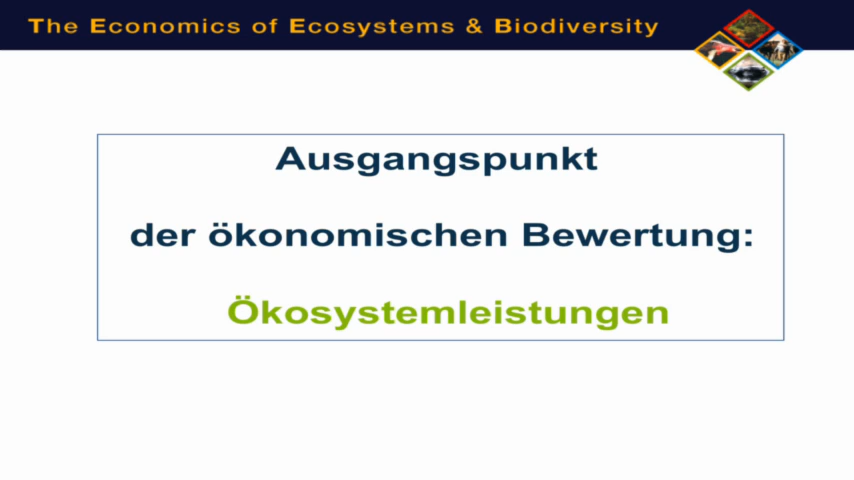 The Economics of Ecosystems & Biodiversity
Ausgangspunkt
der ökonomischen Bewertung:
Ökosystemleistungen